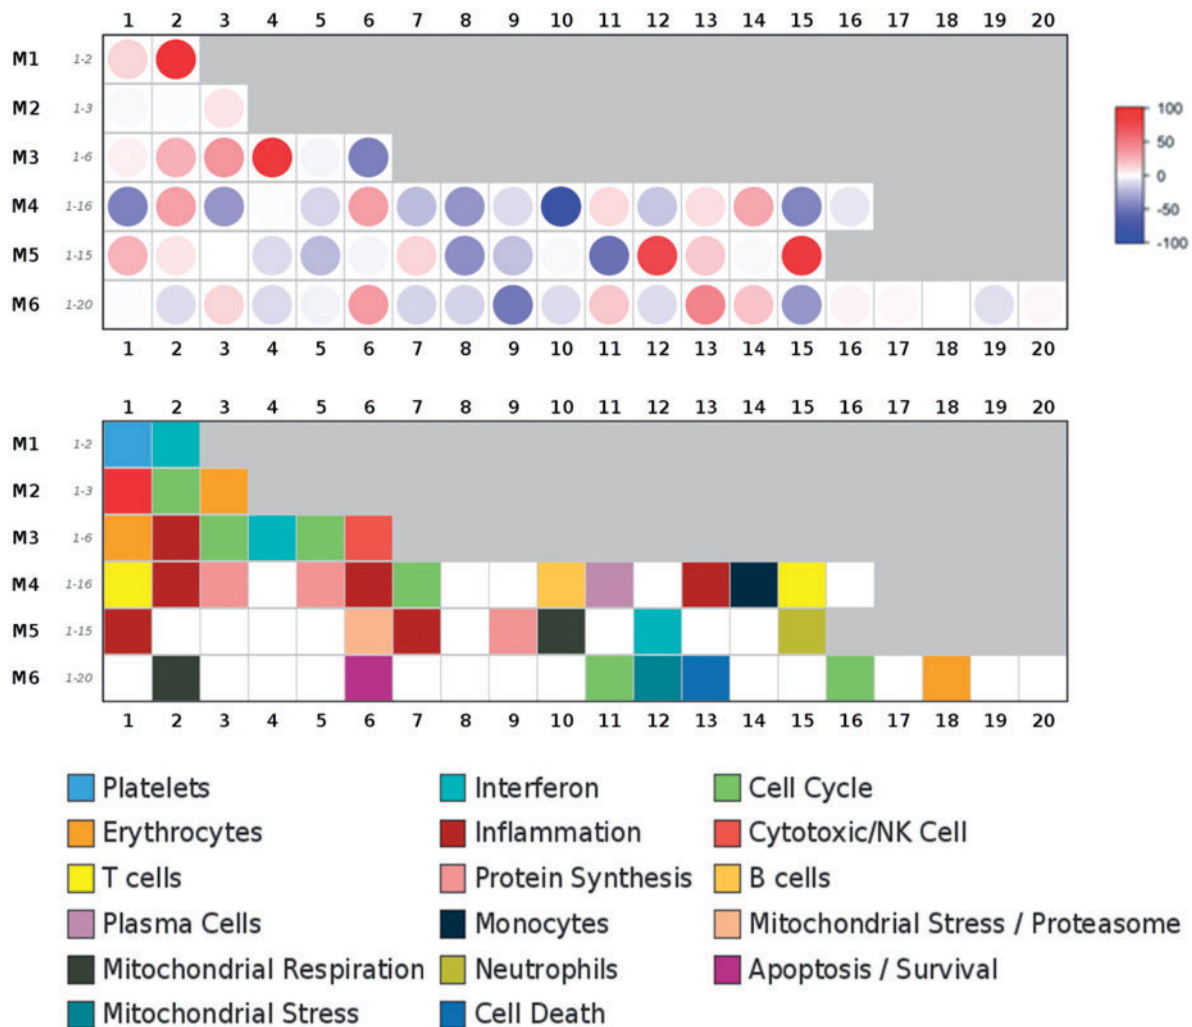 1 2 3 4 5 6 7 8 9 10 11 12 13 14 15 16 17 18 19 20
M1 1-2
M2 1-3
M3 1-6
M4 1-16
M5 1-15
M6 1-20
1 2 3 4 5 6 7 8 9 10 11 12 13 14 15 16 17 18 19 20
100
50
0
-50
-100
1 2 3 4 5 6 7 8 9 10 11 12 13 14 15 16 17 18 19 20
M1 1-2
M2 1-3
M3 1-6
M4 1-16
M5 1-15
M6 1-20
1 2 3 4 5 6 7 8 9 10 11 12 13 14 15 16 17 18 19 20
Platelets Interferon Cell Cycle
Erythrocytes Inflammation Cytotoxic/NK Cell
T cells Protein Synthesis B cells
Plasma Cells Monocytes Mitochondrial Stress / Proteasome
Mitochondrial Respiration Neutrophils Apoptosis / Survival
Mitochondrial Stress Cell Death